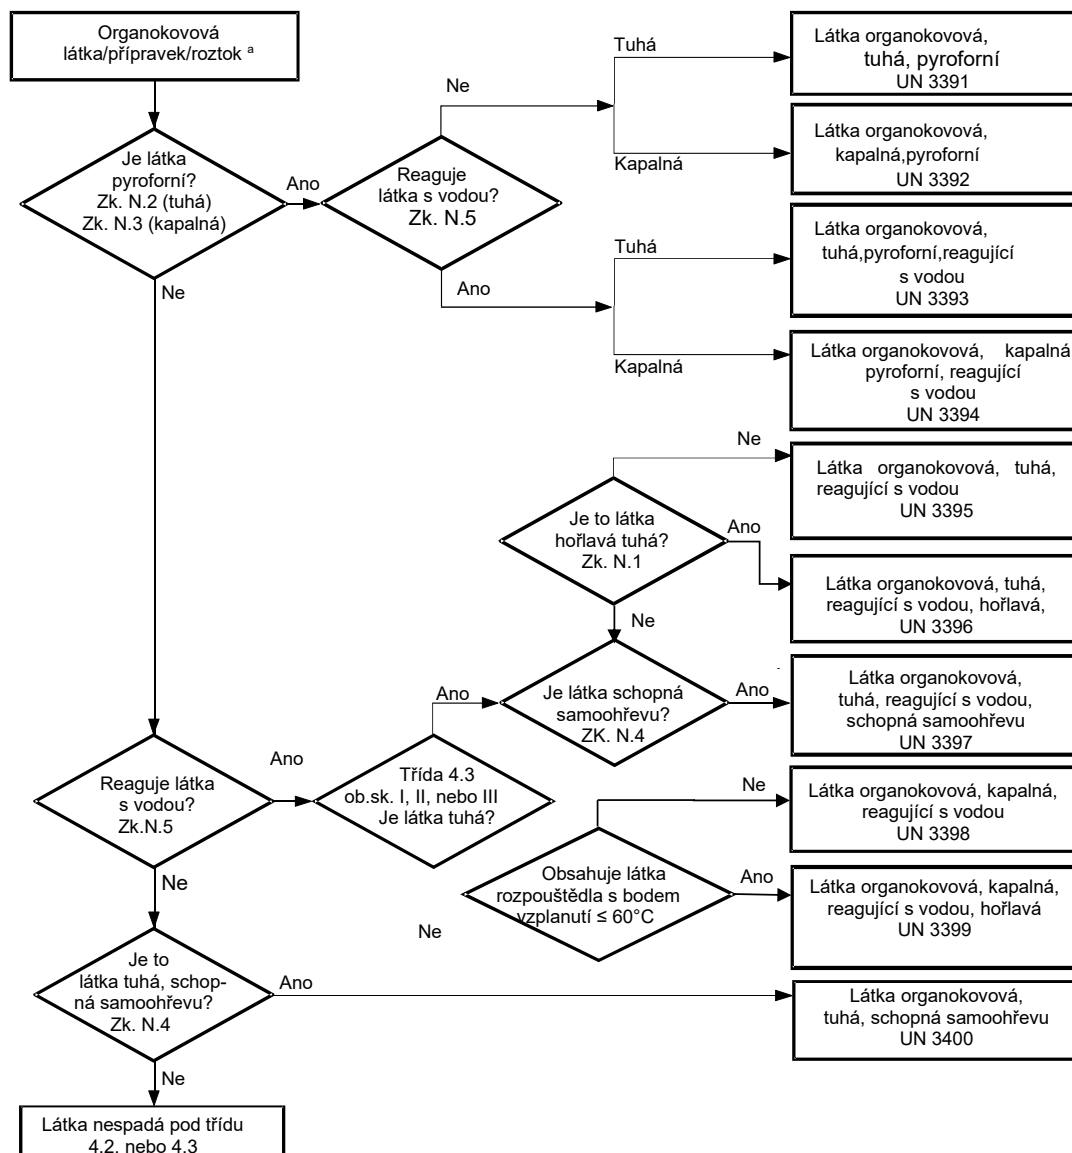 Organokovová
látka/přípravek/roztok ᵃ
Je látka
pyroforní?
Zk. N.2 (tuhá)
Zk. N.3 (kapalná)
Ano
Ne
Reaguje
látka s vodou?
Zk. N.5
Ne
Ano
Tuhá
Kapalná
Tuhá
Kapalná
Látka organokovová,
tuhá, pyroforní
UN 3391
Látka organokovová,
kapalná,pyroforní
UN 3392
Látka organokovová,
tuhá,pyroforní,reagující
s vodou
UN 3393
Látka organokovová, kapalná
pyroforní, reagující
s vodou
UN 3394
Ne
Látka organokovová, tuhá,
reagující s vodou
UN 3395
Je to látka
hořlavá tuhá?
Zk. N.1
Ano
Ne
Látka organokovová, tuhá,
reagující s vodou, hořlavá,
UN 3396
Ano
Je látka schopná
samoohřevu?
ZK. N.4
Ano
Látka organokovová,
tuhá, reagující s vodou,
schopná samoohřevu
UN 3397
Reaguje látka
s vodou?
Zk.N.5
Ano
Ne
Třída 4.3
ob.sk. I, II, nebo III
Je látka tuhá?
Ne
Ne
Látka organokovová, kapalná,
reagující s vodou
UN 3398
Obsahuje látka
rozpouštědla s bodem
vzplanutí ≤ 60°C
Ano
Látka organokovová, kapalná,
reagující s vodou, hořlavá
UN 3399
Je to
látka tuhá, schop-
ná samoohřevu?
Zk. N.4
Ano
Ne
Látka organokovová,
tuhá, schopná samoohřevu
UN 3400
Látka nespadá pod třídu
4.2, nebo 4.3